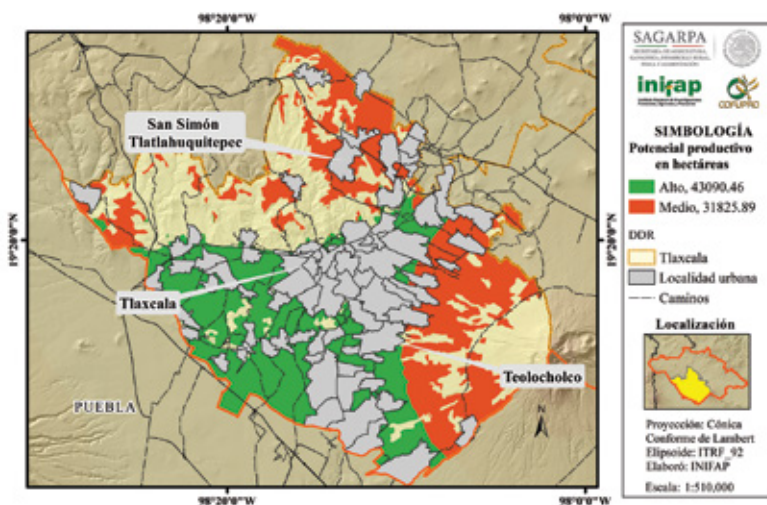 98°20'0"W
98°0'0"W
19°20'0"N
19°20'0"N
San Simón
Tlatlahuquitepec
Tlaxcala
Teolocholco
PUEBLA
N
98°20'0"W
98°0'0"W
SAGARPA
inifap
COFUPRO
SIMBOLOGÍA
Potencial productivo
en hectáreas
Alto, 43090.46
Medio, 31825.89
DDR
Tlaxcala
Localidad urbana
Caminos
Localización
Proyección: Cónica
Conforme de Lambert
Elipsoide: ITRF_92
Elaboró: INIFAP
Escala: 1:510,000